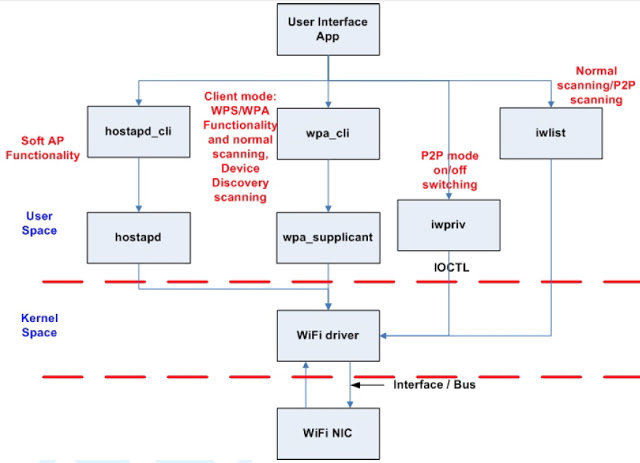 User Interface
App
Normal
scanning/P2P
scanning
Client mode:
WPS/WPA
Functionality
and normal
scanning,
Device
Discovery
scanning
hostapd_cli
wpa_cli
iwlist
Soft AP
Functionality
P2P mode
on/off
switching
User
Space
hostapd
wpa_supplicant
iwpriv
IOCTL
Kernel
Space
WiFi driver
Interface / Bus
WiFi NIC